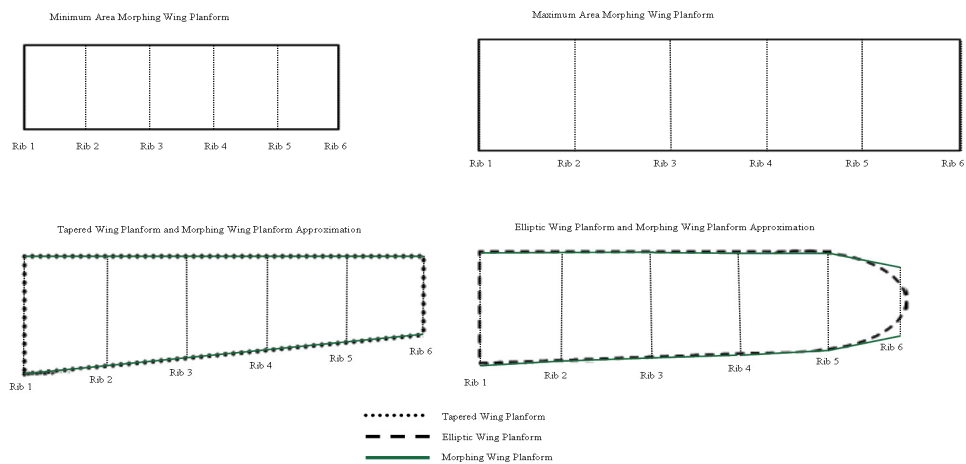 Minimum Area Morphing Wing Planform
Rib 1 Rib 2 Rib 3 Rib 4 Rib 5 Rib 6
Maximum Area Morphing Wing Planform
Rib 1 Rib 2 Rib 3 Rib 4 Rib 5 Rib 6
Tapered Wing Planform and Morphing Wing Planform Approximation
Rib 1 Rib 2 Rib 3 Rib 4 Rib 5 Rib 6
Elliptic Wing Planform and Morphing Wing Planform Approximation
Rib 1 Rib 2 Rib 3 Rib 4 Rib 5 Rib 6
Tapered Wing Planform
Elliptic Wing Planform
Morphing Wing Planform